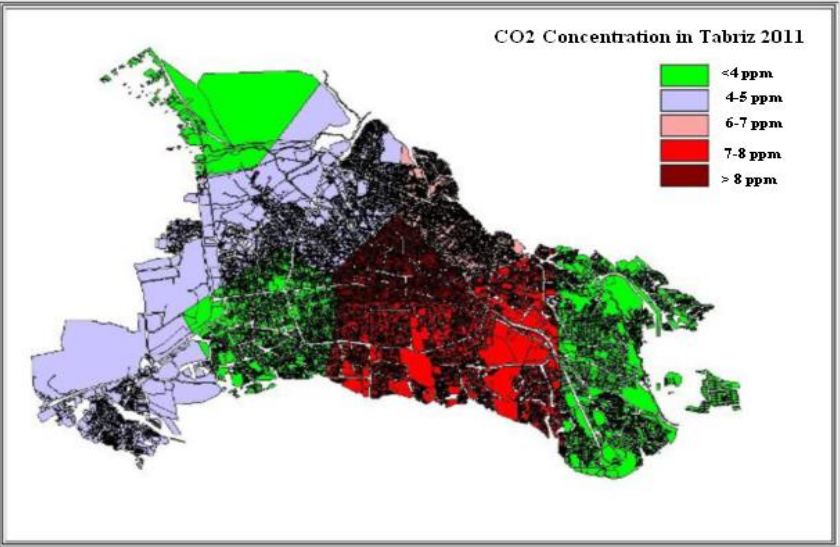 CO2 Concentration in Tabriz 2011
<4 ppm
4-5 ppm
6-7 ppm
7-8 ppm
> 8 ppm